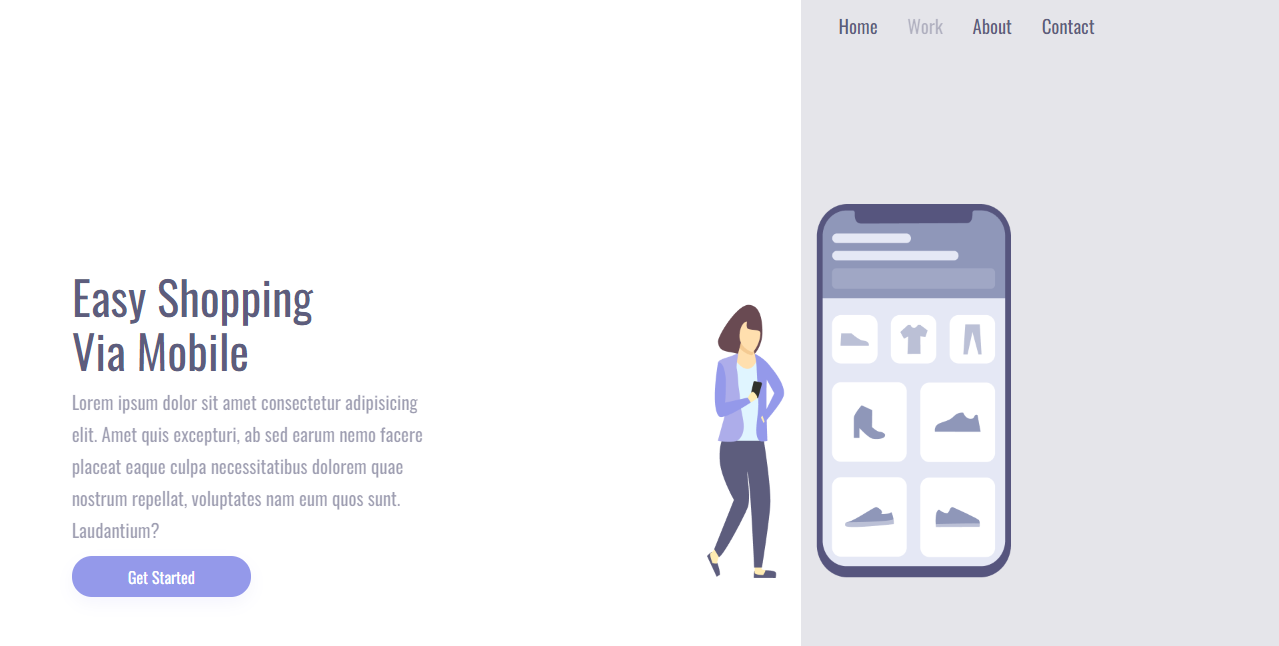 Home Work About Contact
Easy Shopping
Via Mobile
Lorem ipsum dolor sit amet consectetur adipisicing
elit. Amet quis excepturi, ab sed earum nemo facere
placeat eaque culpa necessitatibus dolorem quae
nostrum repellat, voluptates nam eum quos sunt.
Laudantium?
Get Started